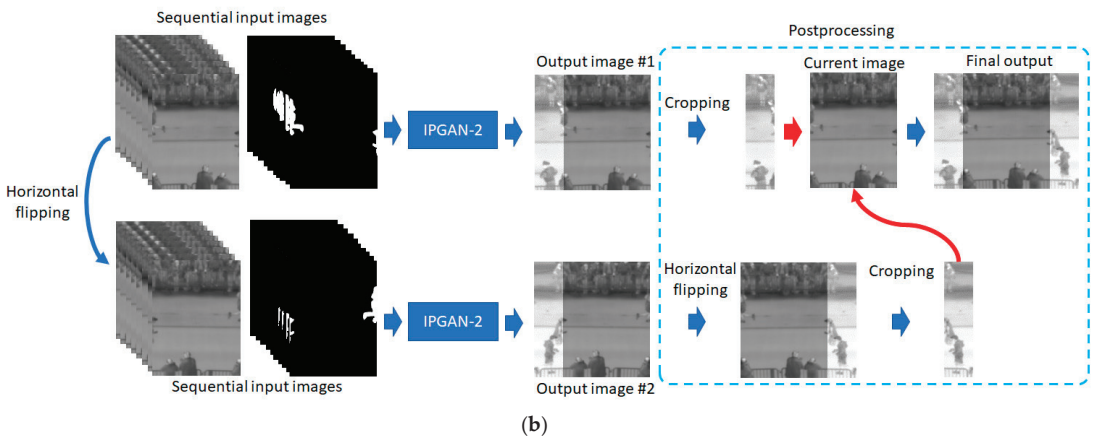 Sequential input images
Postprocessing
Output image #1
Current image
Final output
Cropping
IPGAN-2
Horizontal
flipping
Horizontal
flipping
Cropping
IPGAN-2
Sequential input images
Output image #2
(b)